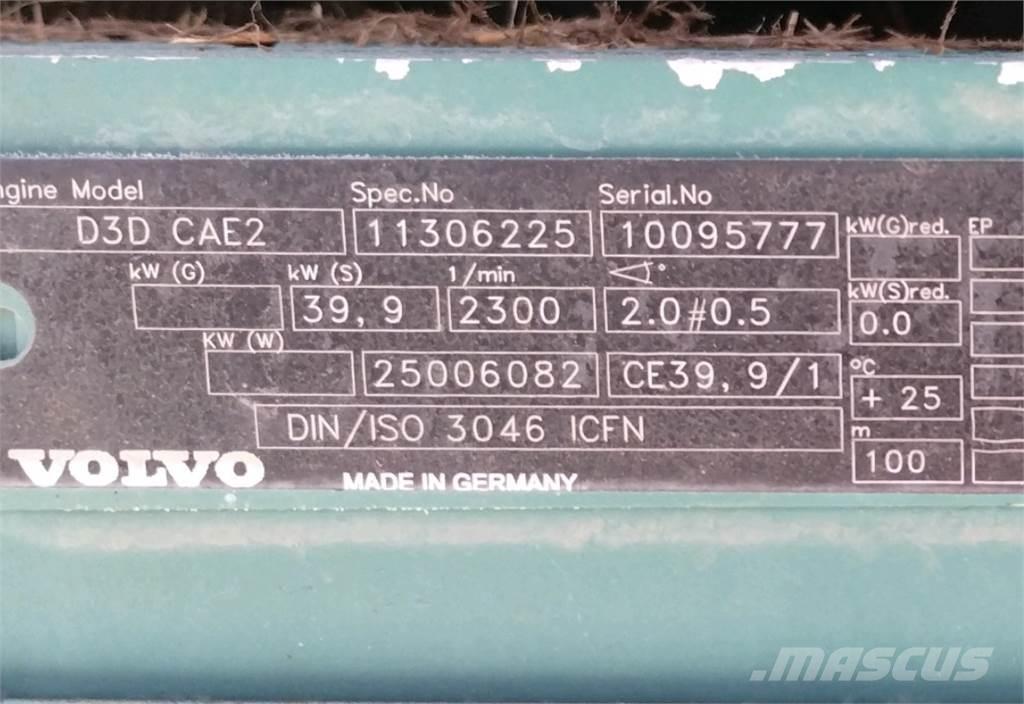 ngine Model Spec.No Serial.No
D3D CAE2 11306225 10095777 kW(G)red. EP
kW (G) kW (S) 1/min °
39,9 2300 2.0#0.5 kW(S)red.
0.0
KW (W) 25006082 CE39,9/1 °C
+ 25
DIN/ISO 3046 ICFN m
100
VOLVO MADE IN GERMANY
MASCUS